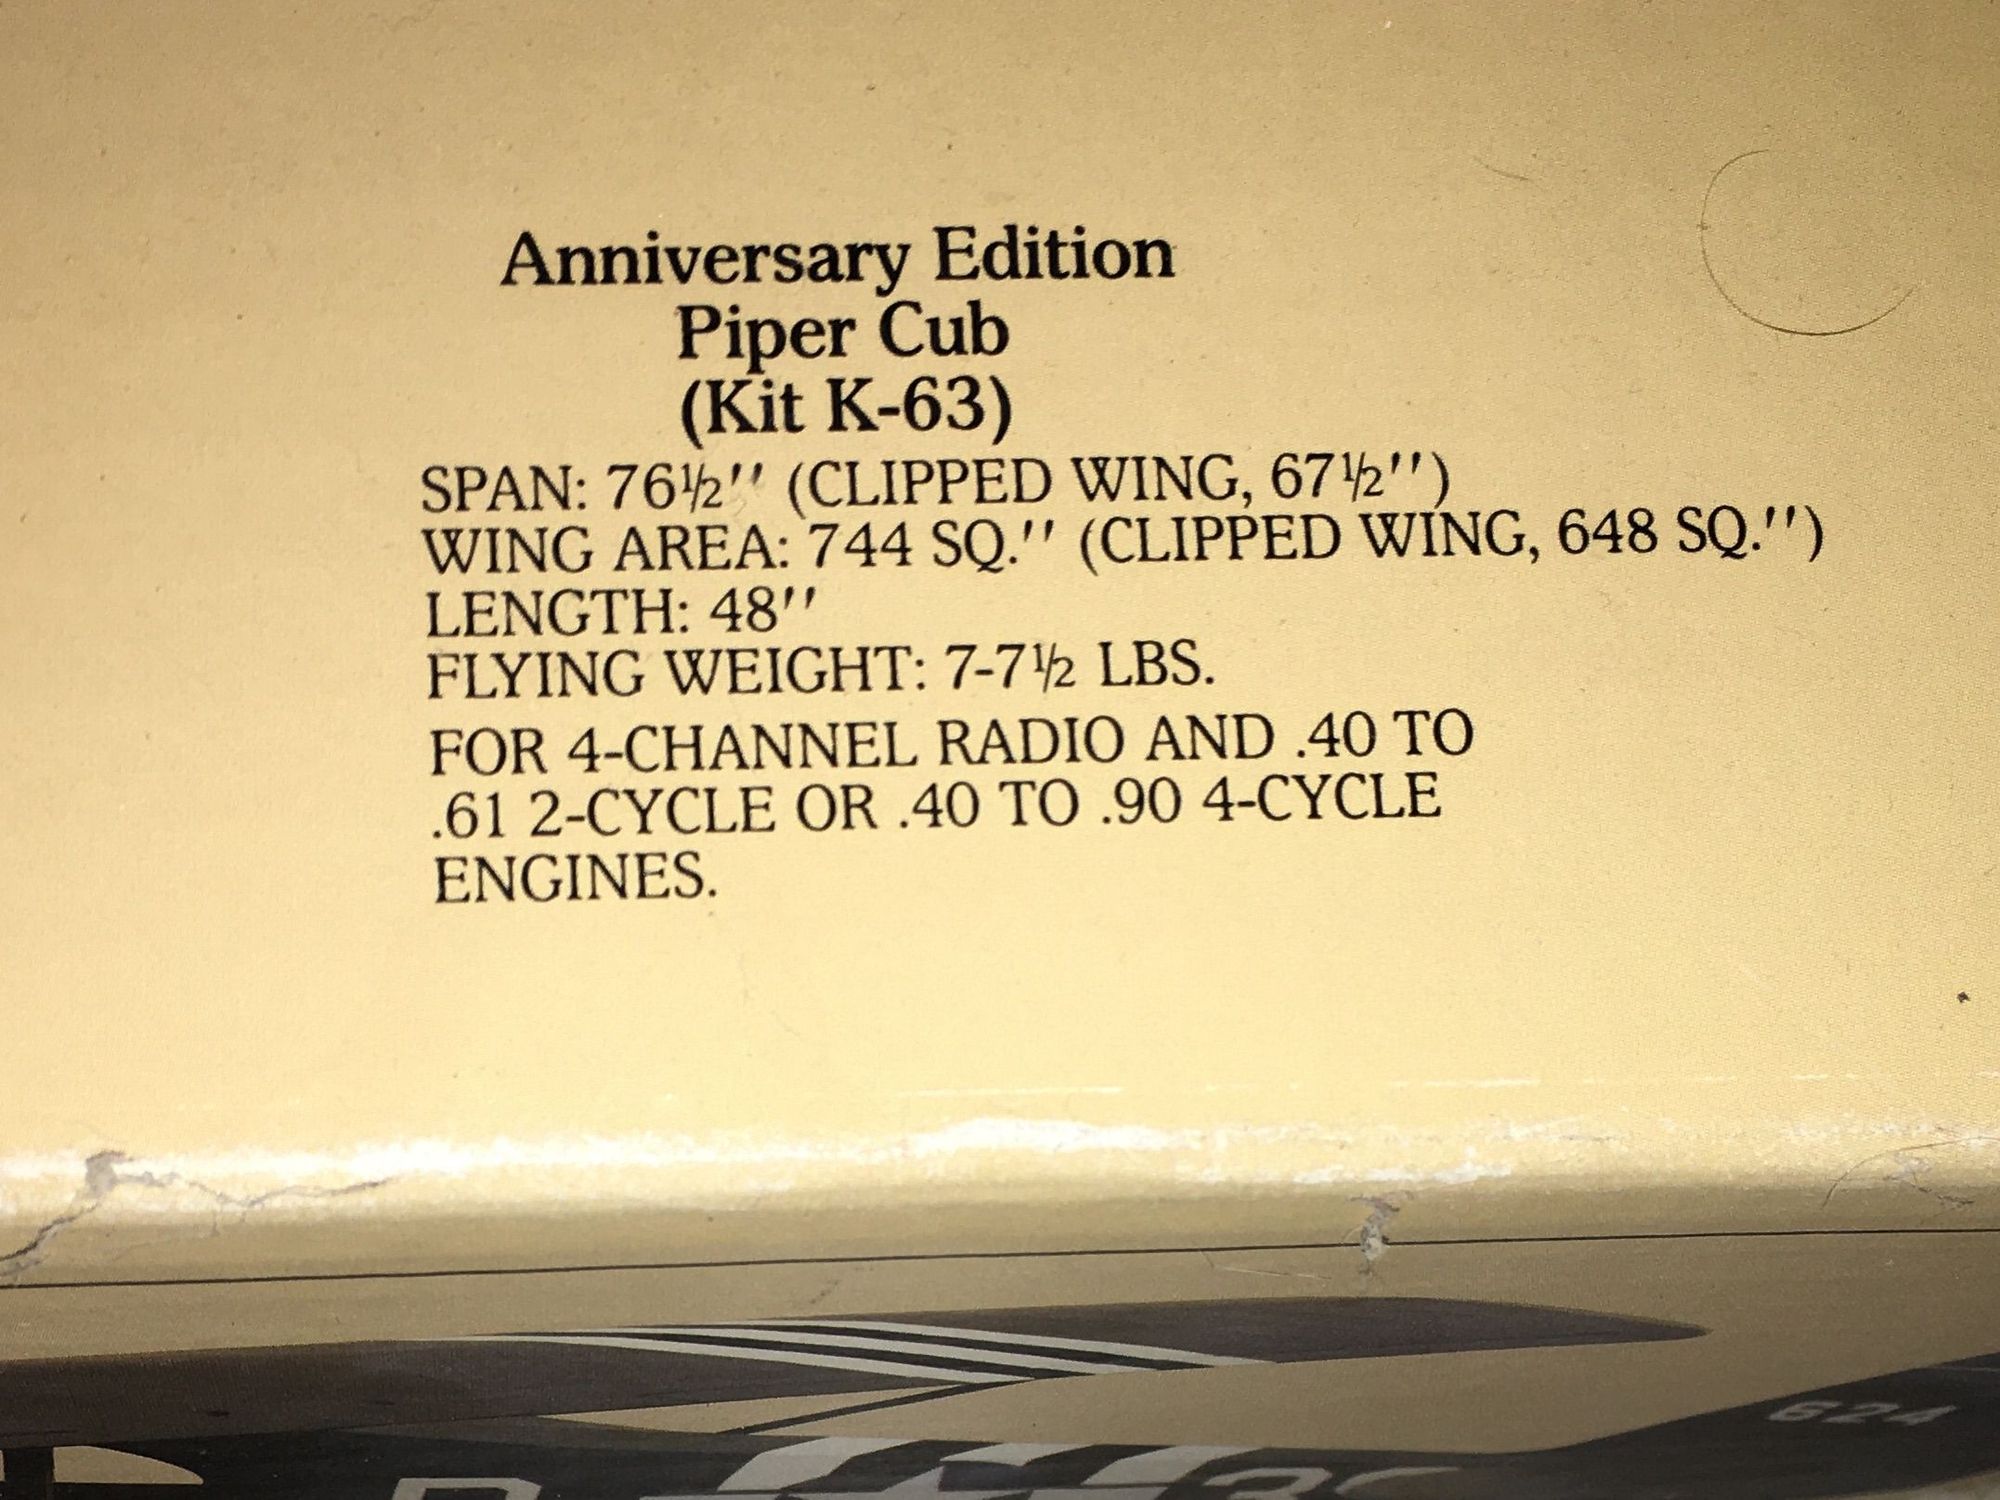 Anniversary Edition
Piper Cub
(Kit K-63)
SPAN: 76½'' (CLIPPED WING, 67½'')
WING AREA: 744 SQ.'' (CLIPPED WING, 648 SQ.'')
LENGTH: 48''
FLYING WEIGHT: 7-7½ LBS.
FOR 4-CHANNEL RADIO AND .40 TO
.61 2-CYCLE OR .40 TO .90 4-CYCLE
ENGINES.
624